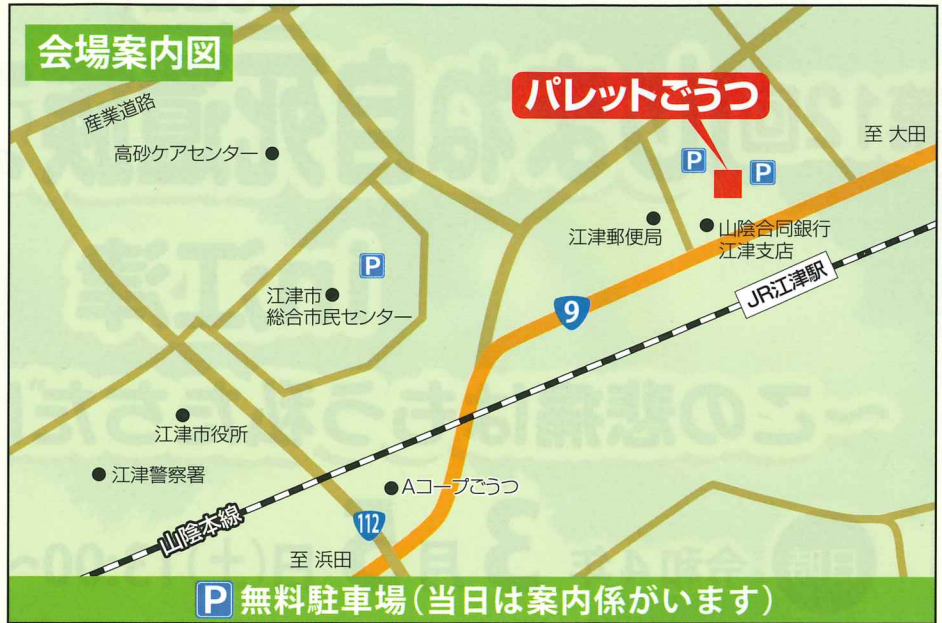 会場案内図
産業道路
高砂ケアセンター
パレットごうつ
至 大田
P
P
江津郵便局
山陰合同銀行
江津支店
P
江津市
総合市民センター
9
JR江津駅
江津市役所
江津警察署
Aコープごうつ
山陰本線
112
至 浜田
P 無料駐車場(当日は案内係がいます)